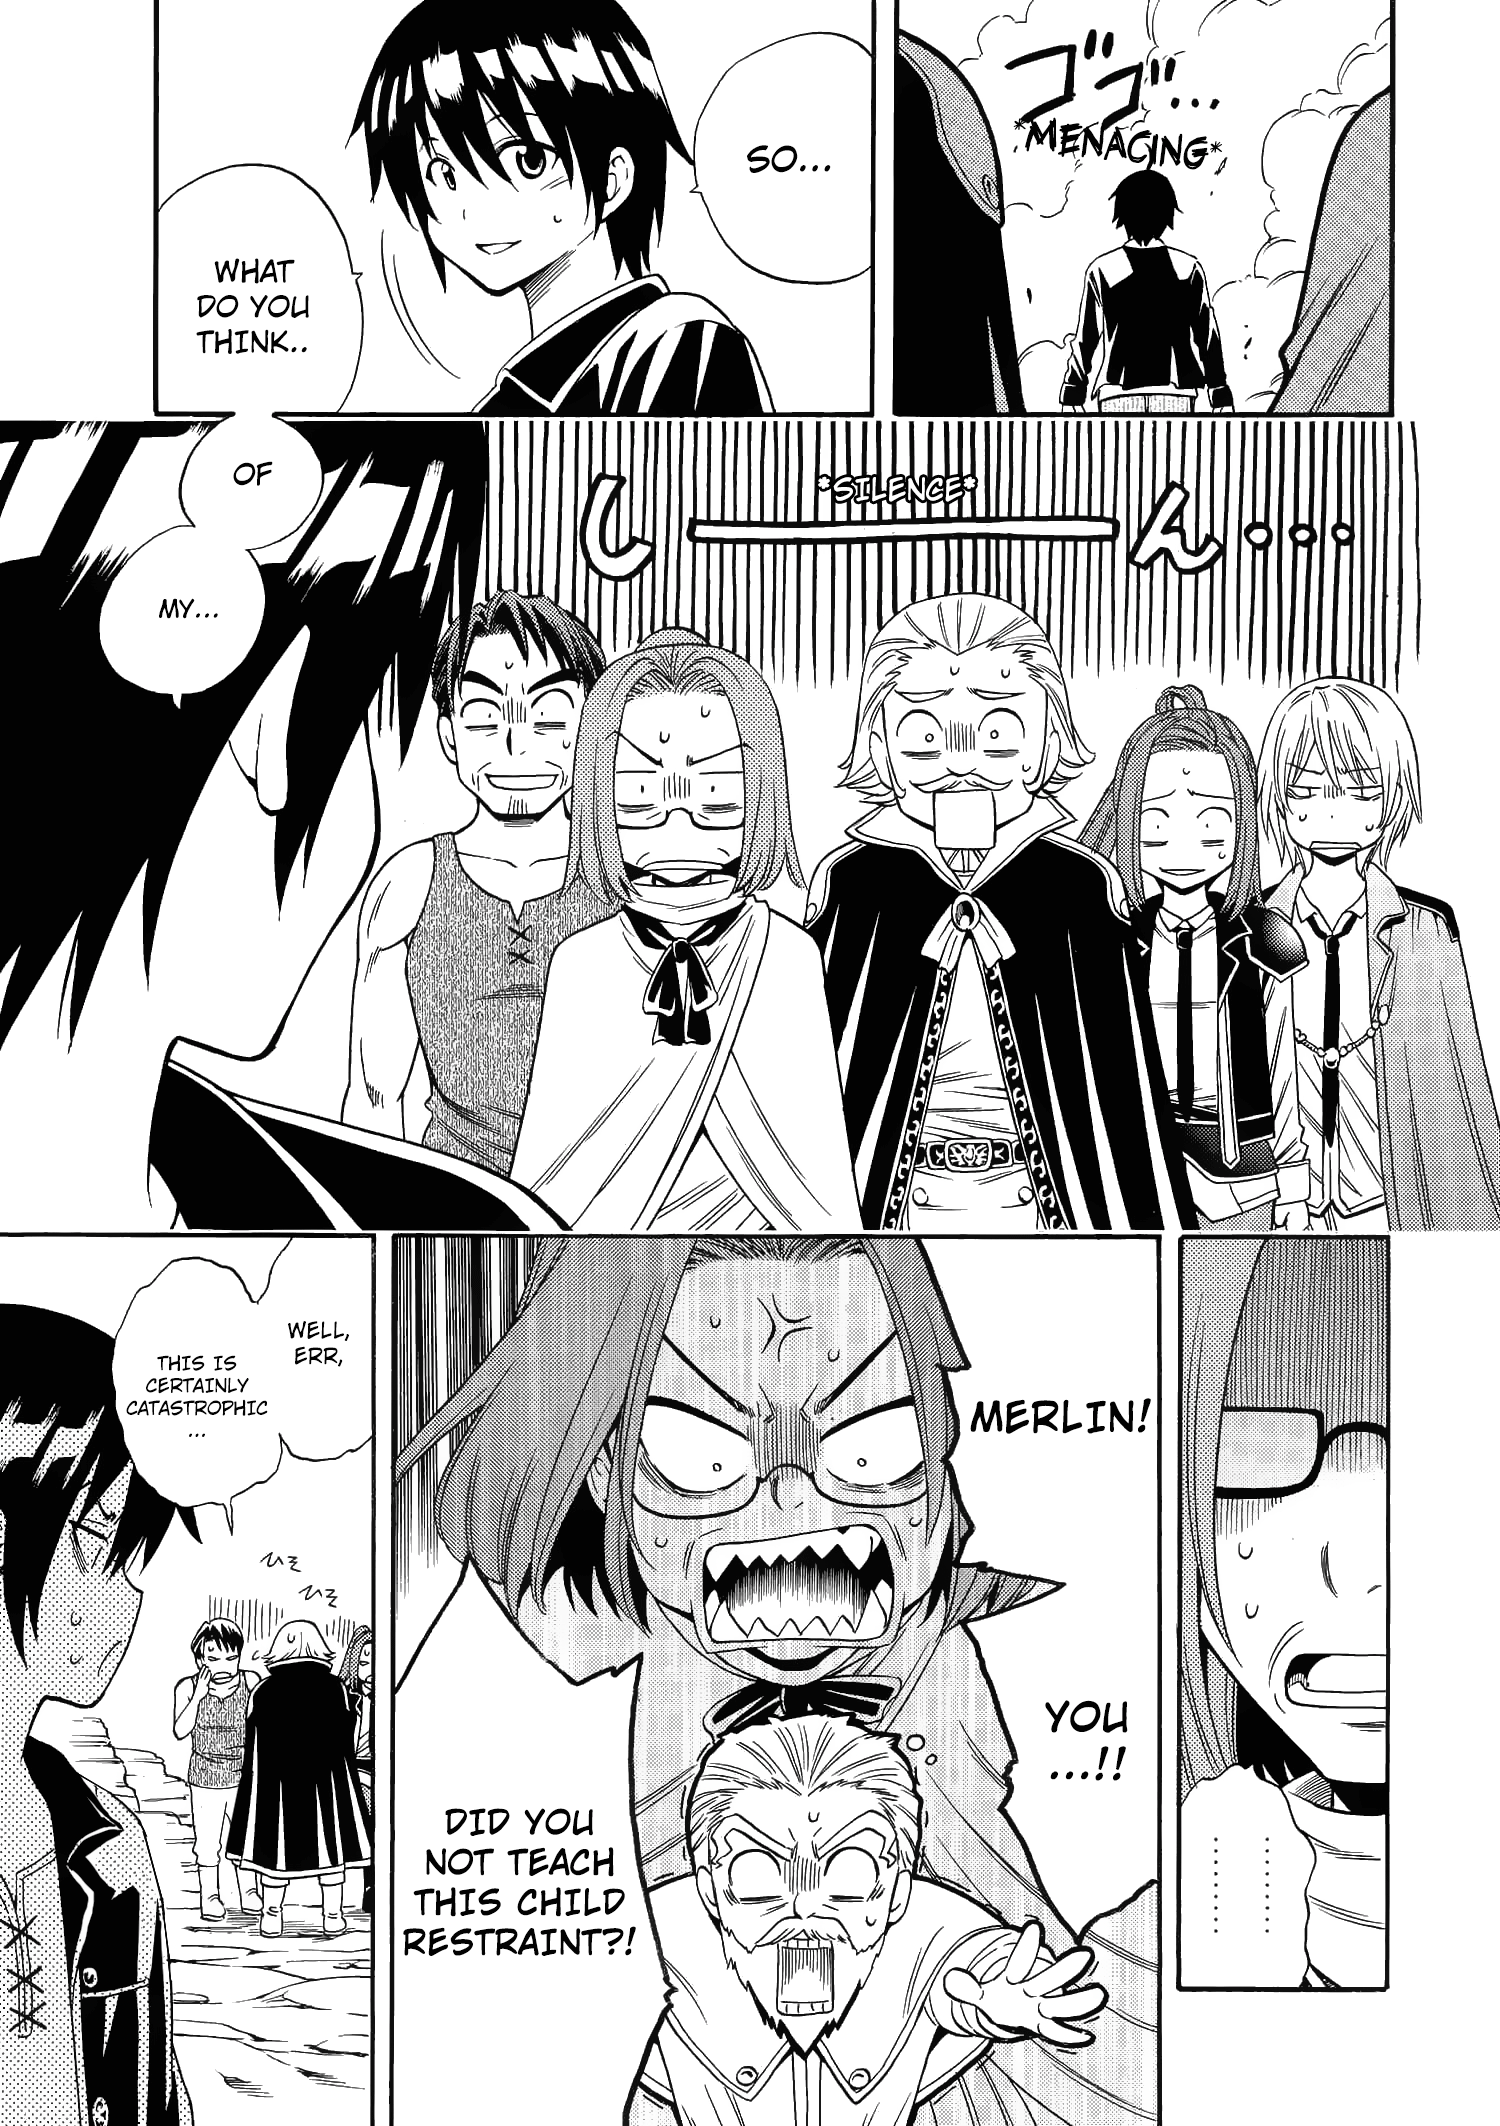 ゴゴ...
*MENACING*
SO...
WHAT
DO YOU
THINK..
OF
MY...
*SILENCE*
しーん...
..........
MERLIN!
YOU
...!!
DID YOU
NOT TEACH
THIS CHILD
RESTRAINT?!
WELL,
ERR,
THIS IS
CERTAINLY
CATASTROPHIC
...
ひそ
ひそ